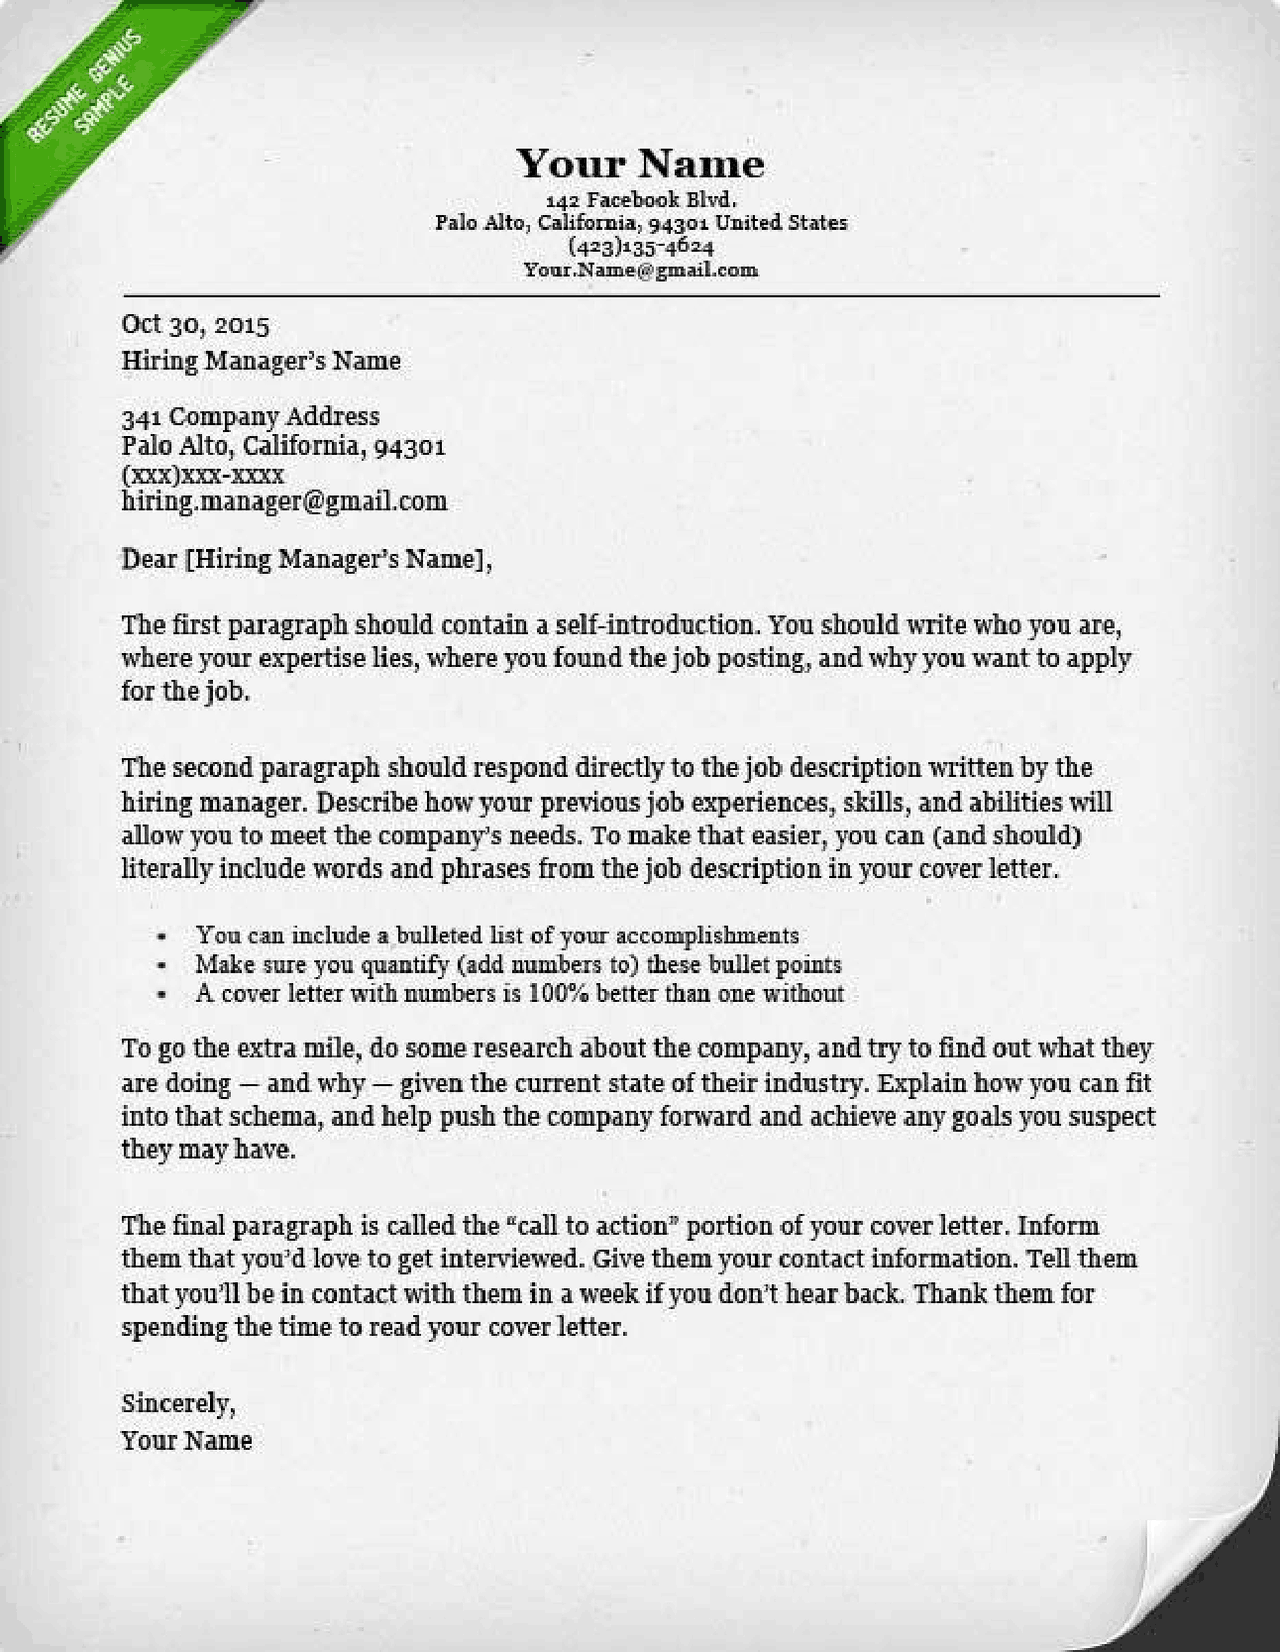 RESUME GENIUS
SAMPLE
Your Name
142 Facebook Blvd.
Palo Alto, California, 94301 United States
(423)135-4624
Your.Name@gmail.com
Oct 30, 2015
Hiring Manager’s Name
341 Company Address
Palo Alto, California, 94301
(xxx)xxx-xxxx
hiring.manager@gmail.com
Dear [Hiring Manager’s Name],
The first paragraph should contain a self-introduction. You should write who you are,
where your expertise lies, where you found the job posting, and why you want to apply
for the job.
The second paragraph should respond directly to the job description written by the
hiring manager. Describe how your previous job experiences, skills, and abilities will
allow you to meet the company’s needs. To make that easier, you can (and should)
literally include words and phrases from the job description in your cover letter.
• You can include a bulleted list of your accomplishments
• Make sure you quantify (add numbers to) these bullet points
• A cover letter with numbers is 100% better than one without
To go the extra mile, do some research about the company, and try to find out what they
are doing — and why — given the current state of their industry. Explain how you can fit
into that schema, and help push the company forward and achieve any goals you suspect
they may have.
The final paragraph is called the “call to action” portion of your cover letter. Inform
them that you’d love to get interviewed. Give them your contact information. Tell them
that you’ll be in contact with them in a week if you don’t hear back. Thank them for
spending the time to read your cover letter.
Sincerely,
Your Name